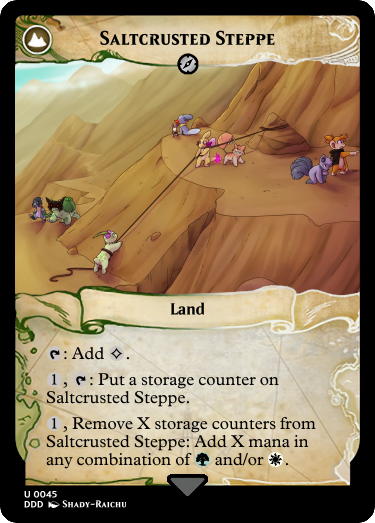 Saltcrusted Steppe
Land
: Add .
1, : Put a storage counter on
Saltcrusted Steppe.
1, Remove X storage counters from
Saltcrusted Steppe: Add X mana in
any combination of and/or .
U 0045
DDD Shady-Raichu